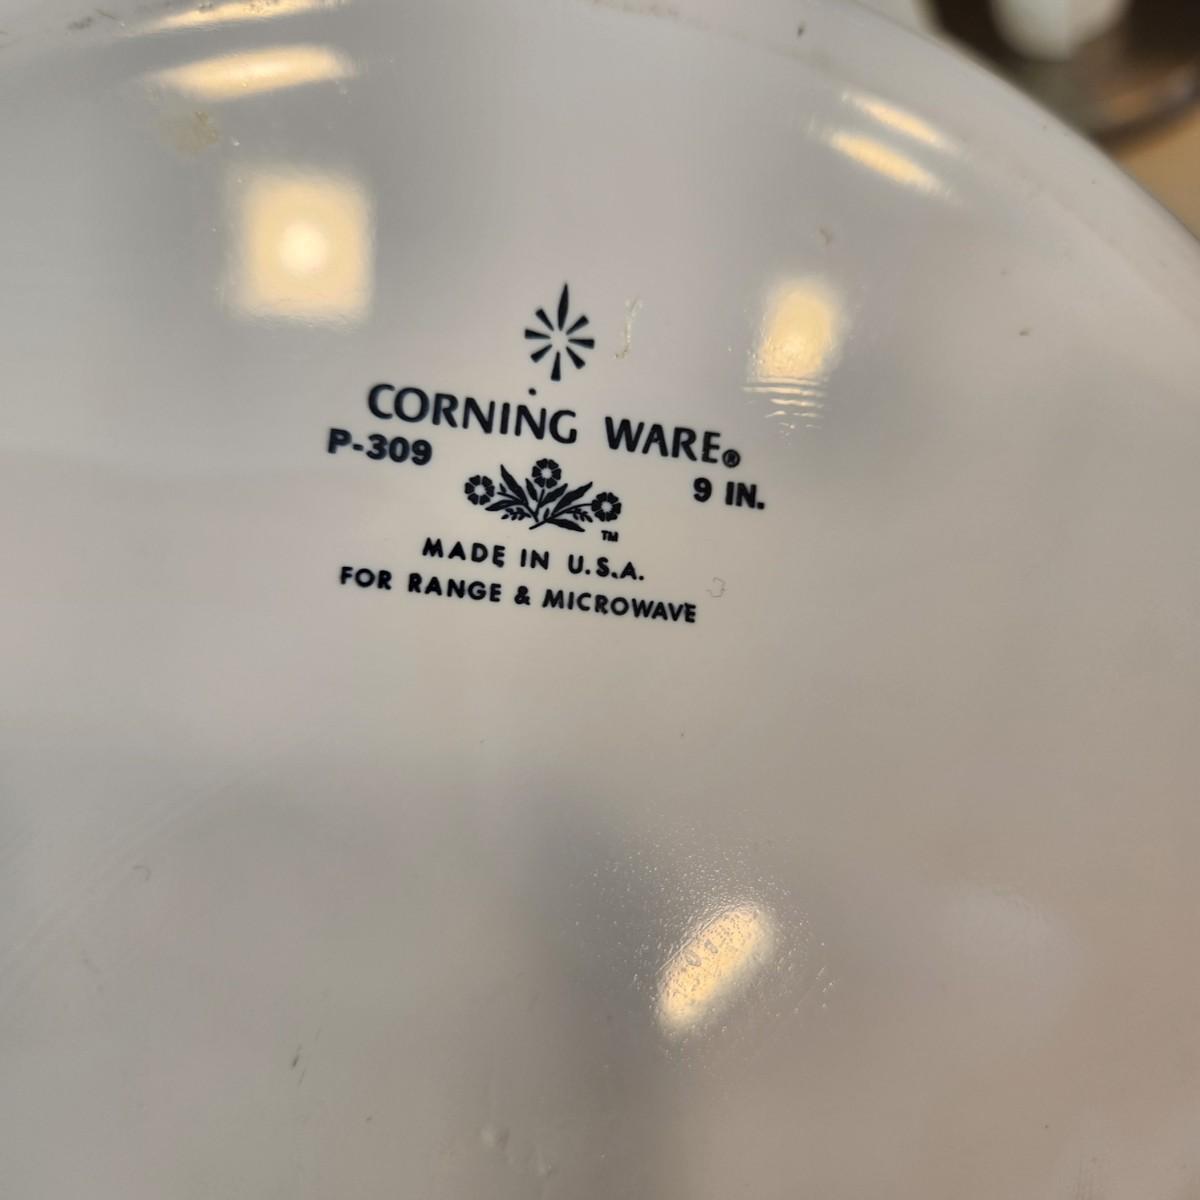 CORNING WARE®
P-309 9 IN.
TM
MADE IN U.S.A.
FOR RANGE & MICROWAVE